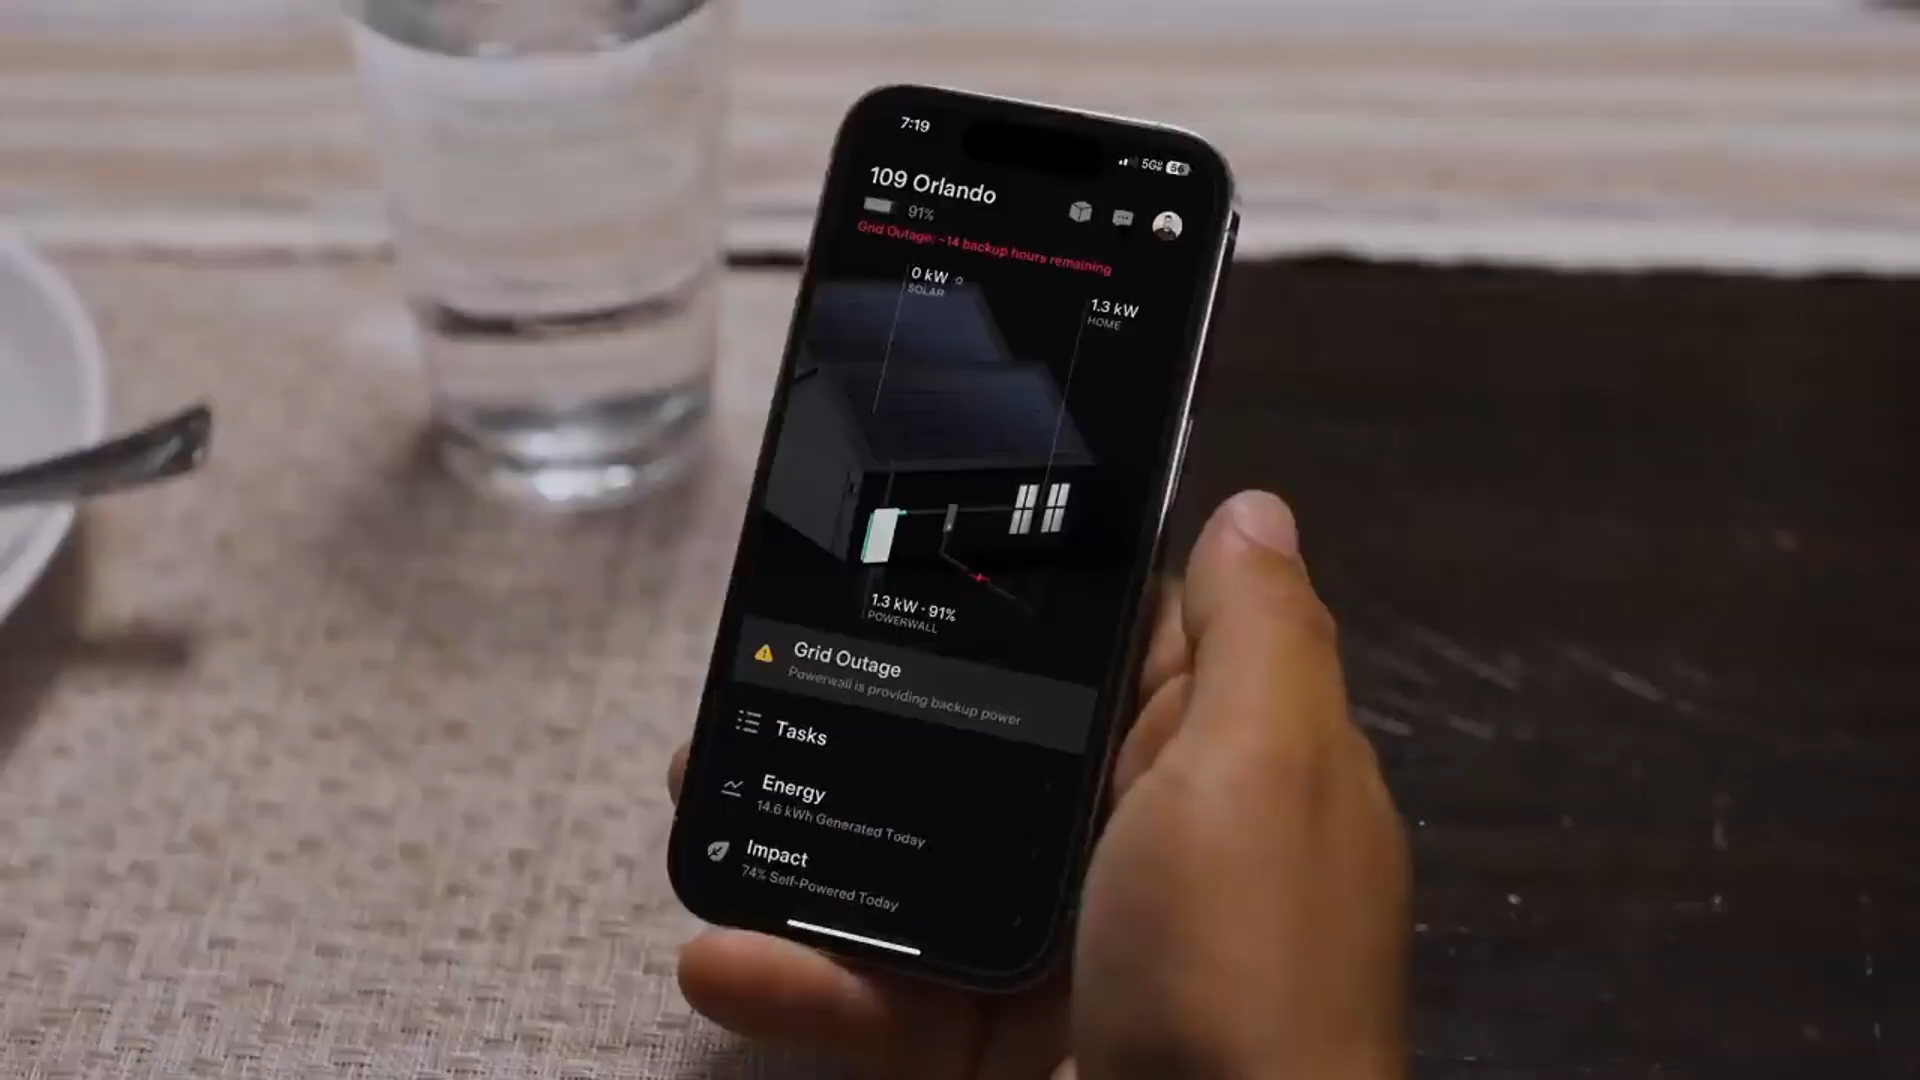 7:19
5G 56
109 Orlando
91%
Grid Outage: ~14 backup hours remaining
0 kW
SOLAR
1.3 kW
HOME
1.3 kW · 91%
POWERWALL
Grid Outage
Powerwall is providing backup power
Tasks
Energy
14.6 kWh Generated Today
Impact
74% Self-Powered Today